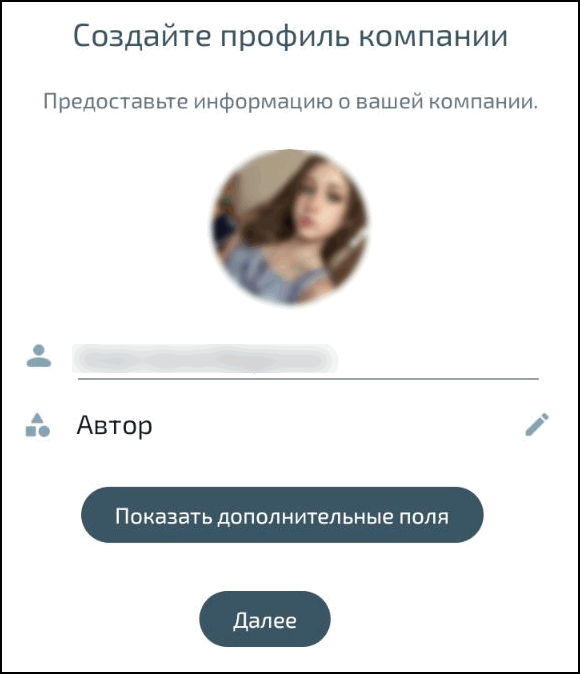 Создайте профиль компании
Предоставьте информацию о вашей компании.
Автор
Показать дополнительные поля
Далее